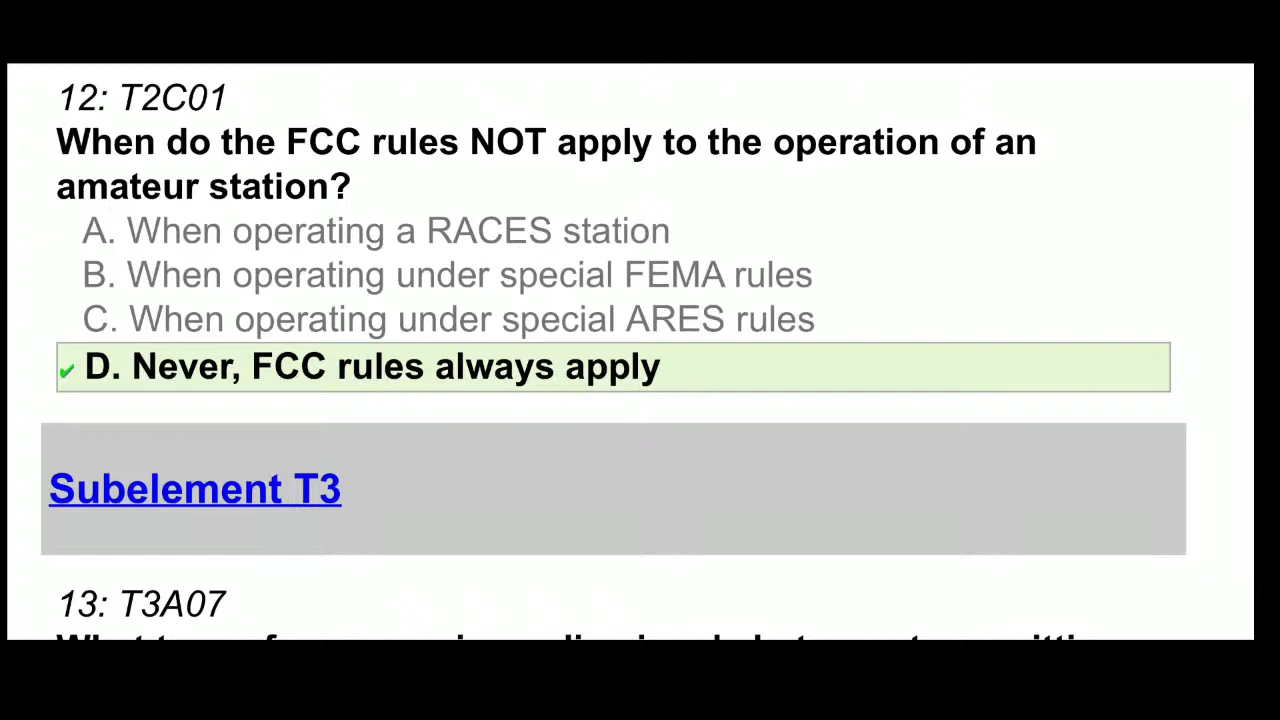 12: T2C01
When do the FCC rules NOT apply to the operation of an
amateur station?
A. When operating a RACES station
B. When operating under special FEMA rules
C. When operating under special ARES rules
✔ D. Never, FCC rules always apply
Subelement T3
13: T3A07